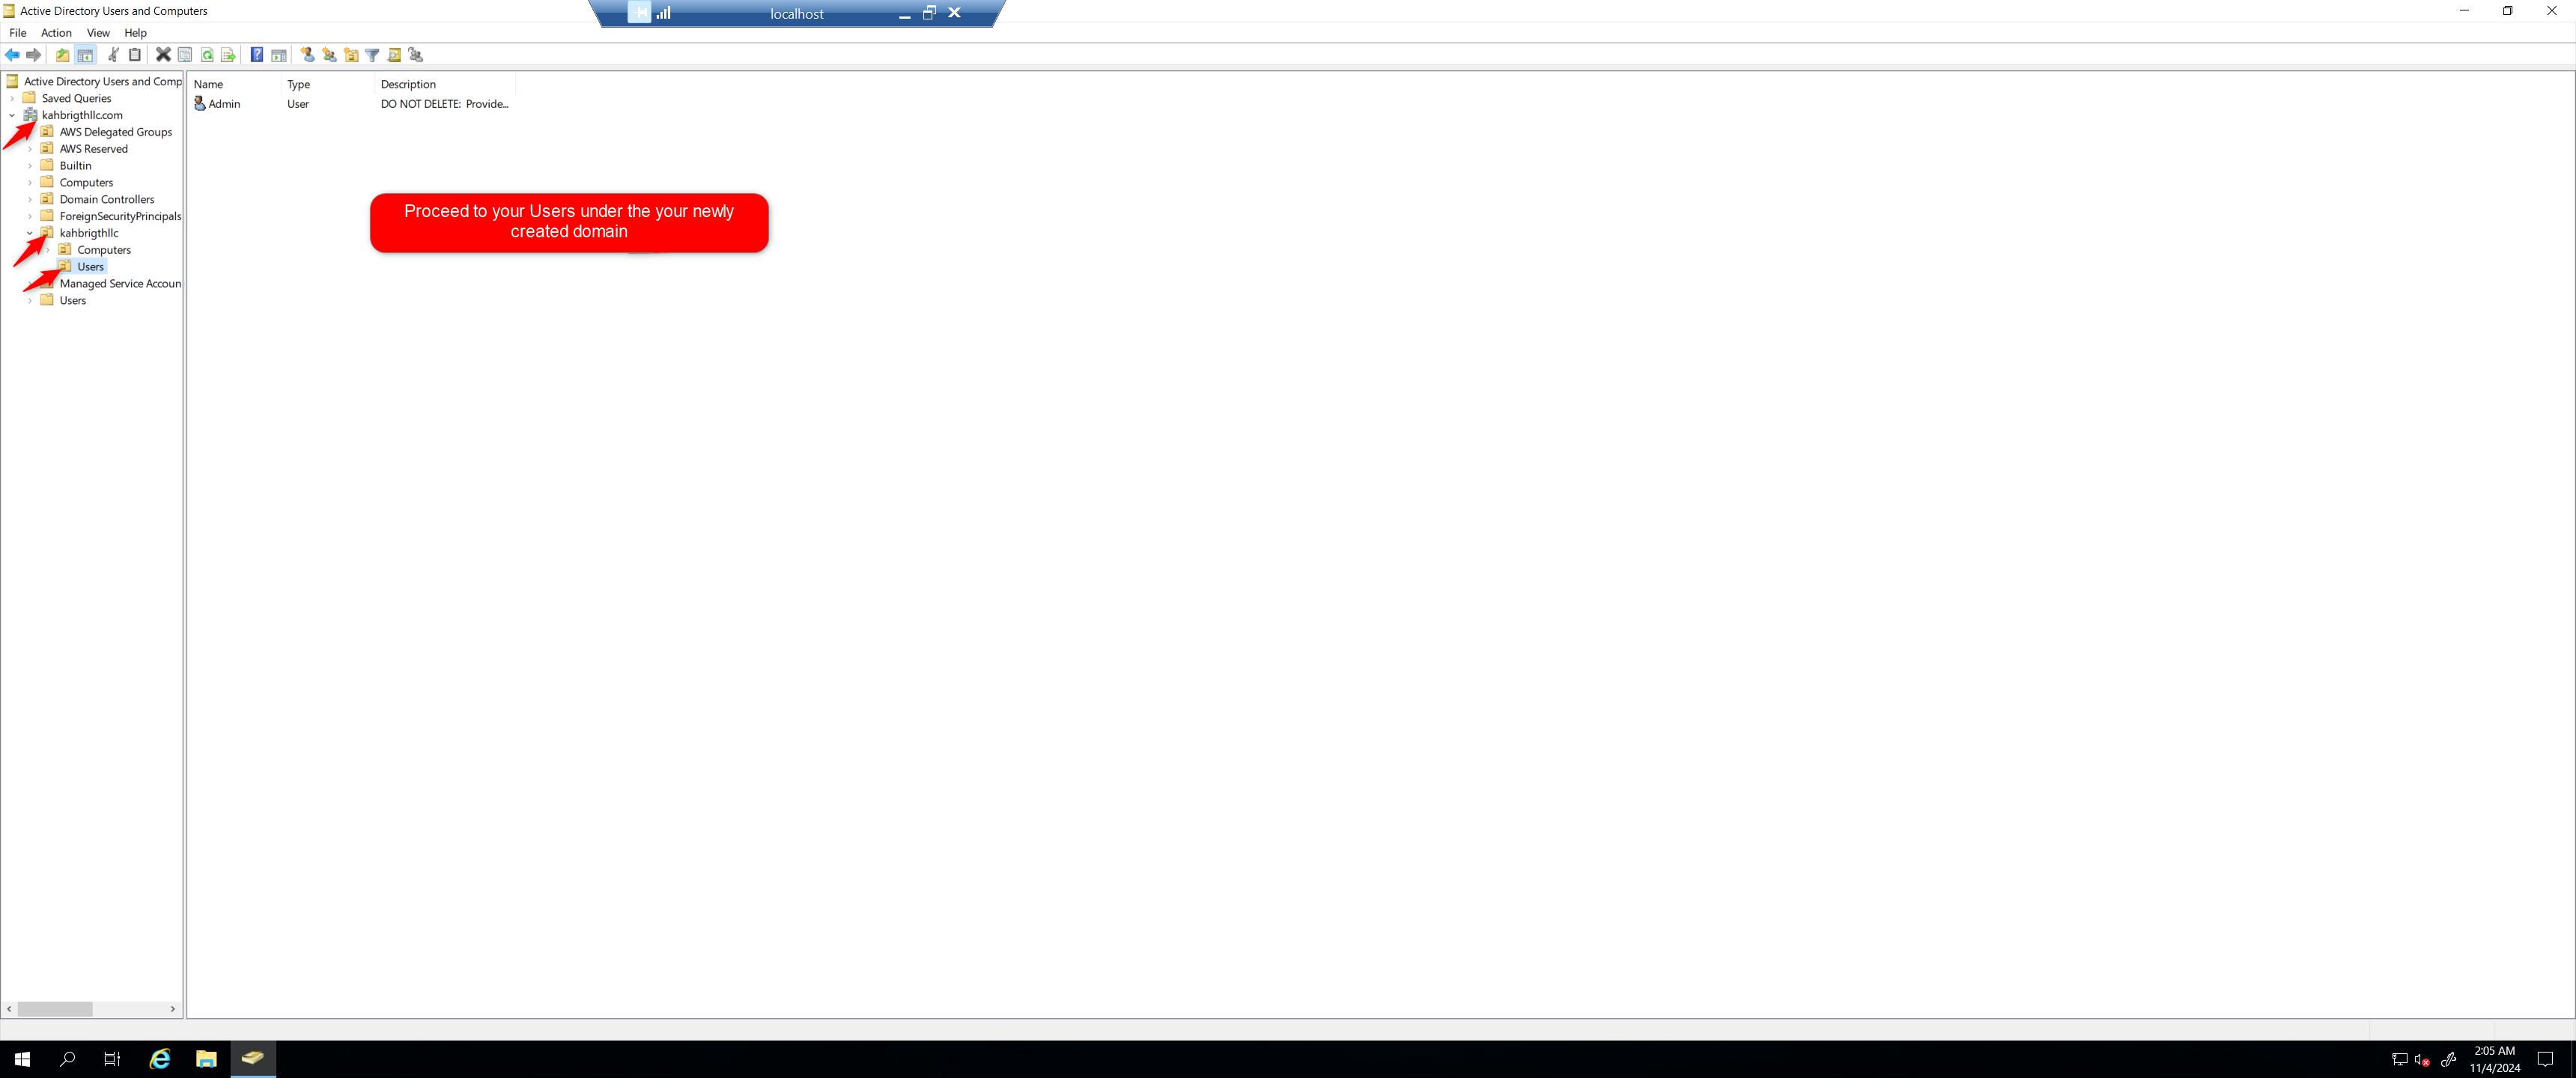 Active Directory Users and Computers
localhost
File Action View Help
Active Directory Users and Comp
Saved Queries
kahbrigthllc.com
AWS Delegated Groups
AWS Reserved
Builtin
Computers
Domain Controllers
ForeignSecurityPrincipals
kahbrigthllc
Computers
Users
Managed Service Accoun
Users
Name Type Description
Admin User DO NOT DELETE: Provide...
Proceed to your Users under the your newly
created domain
2:05 AM
11/4/2024